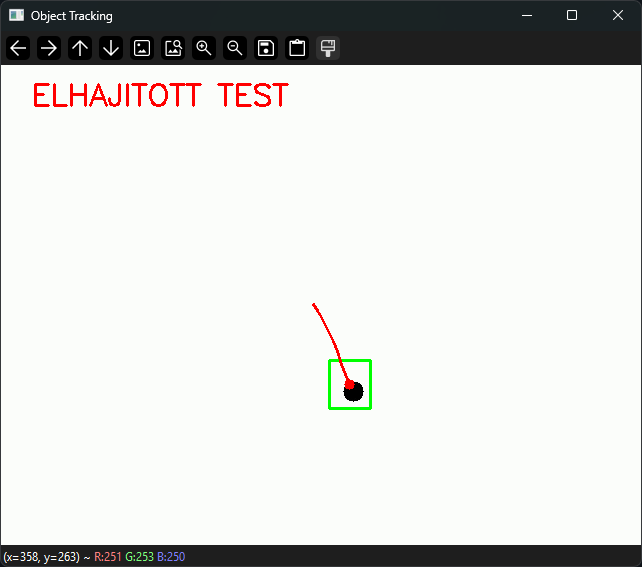 Object Tracking
ELHAJITOTT TEST
(x=358, y=263) ~ R:251 G:253 B:250